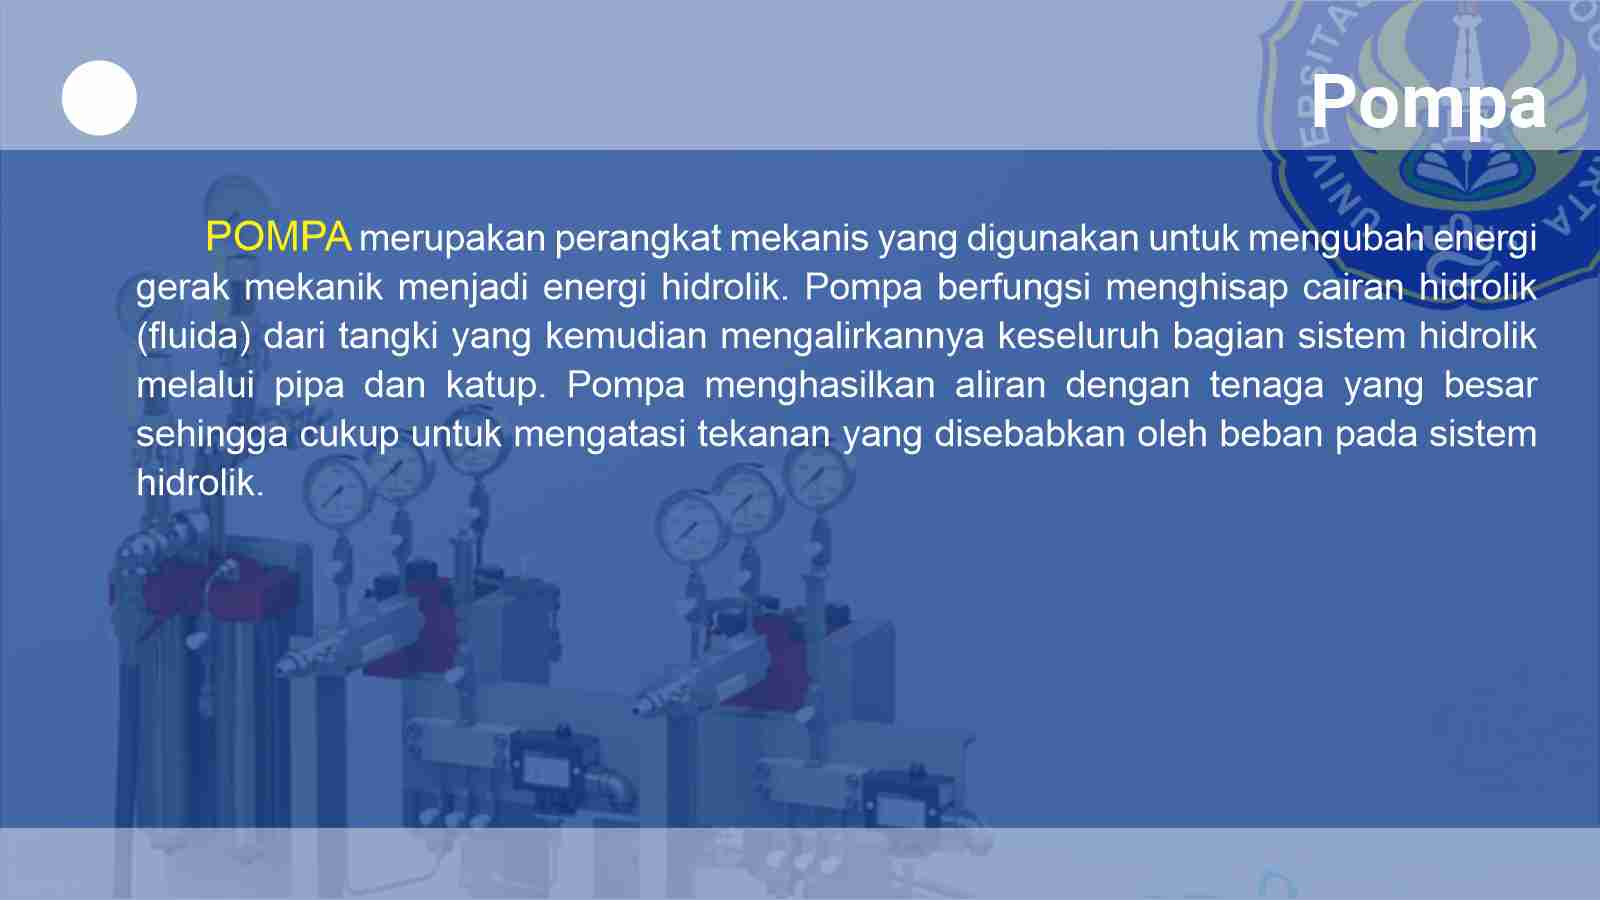 Pompa
POMPA merupakan perangkat mekanis yang digunakan untuk mengubah energi
gerak mekanik menjadi energi hidrolik. Pompa berfungsi menghisap cairan hidrolik
(fluida) dari tangki yang kemudian mengalirkannya keseluruh bagian sistem hidrolik
melalui pipa dan katup. Pompa menghasilkan aliran dengan tenaga yang besar
sehingga cukup untuk mengatasi tekanan yang disebabkan oleh beban pada sistem
hidrolik.